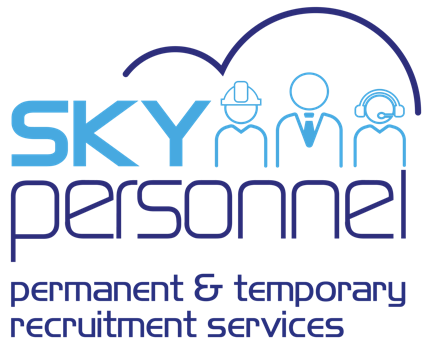 SKY
personnel
permanent & temporary
recruitment services